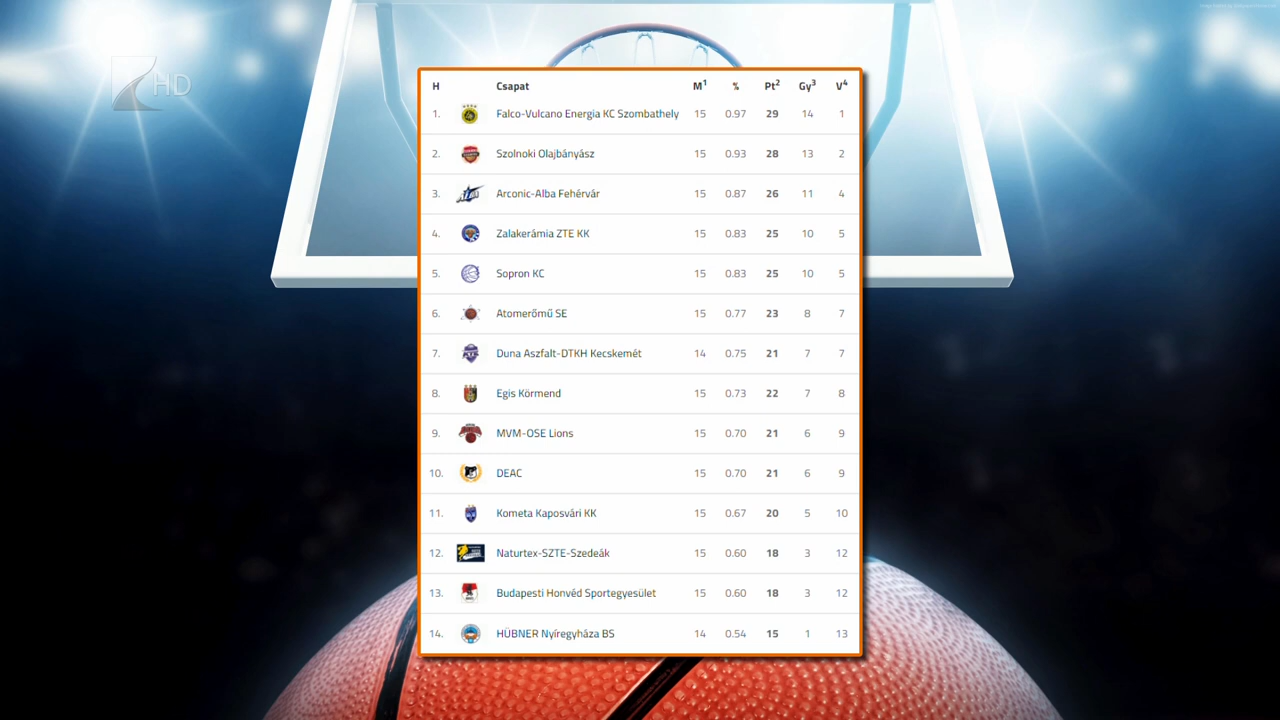 HD
H Csapat M¹ % Pt² Gy³ V⁴
1. Falco-Vulcano Energia KC Szombathely 15 0.97 29 14 1
2. Szolnoki Olajbányász 15 0.93 28 13 2
3. Arconic-Alba Fehérvár 15 0.87 26 11 4
4. Zalakerámia ZTE KK 15 0.83 25 10 5
5. Sopron KC 15 0.83 25 10 5
6. Atomerőmű SE 15 0.77 23 8 7
7. Duna Aszfalt-DTKH Kecskemét 14 0.75 21 7 7
8. Egis Körmend 15 0.73 22 7 8
9. MVM-OSE Lions 15 0.70 21 6 9
10. DEAC 15 0.70 21 6 9
11. Kometa Kaposvári KK 15 0.67 20 5 10
12. Naturtex-SZTE-Szedeák 15 0.60 18 3 12
13. Budapesti Honvéd Sportegyesület 15 0.60 18 3 12
14. HÜBNER Nyíregyháza BS 14 0.54 15 1 13